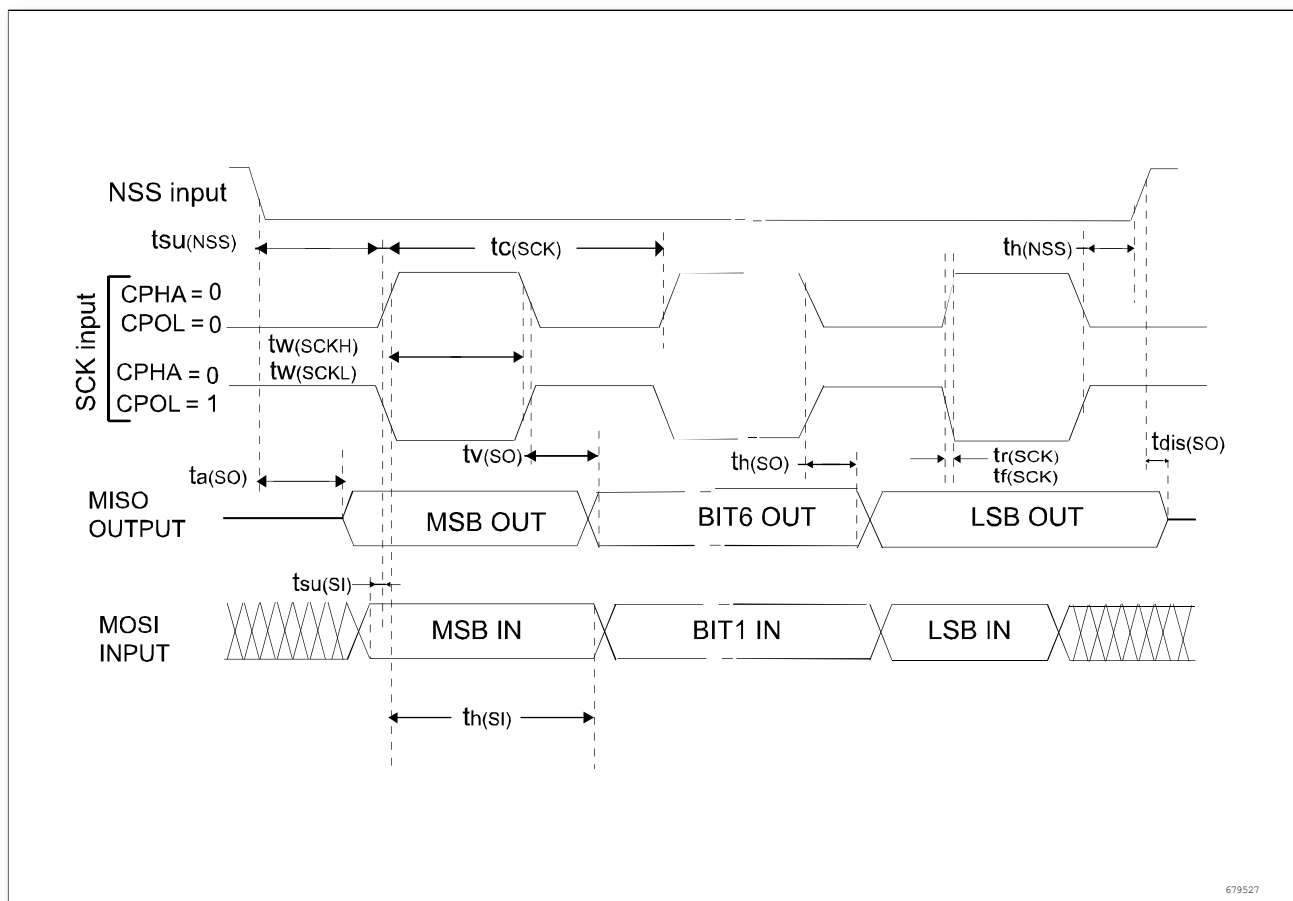 NSS input
tsu(NSS)
tc(SCK)
th(NSS)
SCK input
CPHA = 0
CPOL = 0
tw(SCKH)
CPHA = 0
tw(SCKL)
CPOL = 1
tv(SO)
th(SO)
tr(SCK)
tf(SCK)
tdis(SO)
ta(SO)
MISO
OUTPUT
MSB OUT
BIT6 OUT
LSB OUT
tsu(SI)
MOSI
INPUT
MSB IN
BIT1 IN
LSB IN
th(SI)
679527